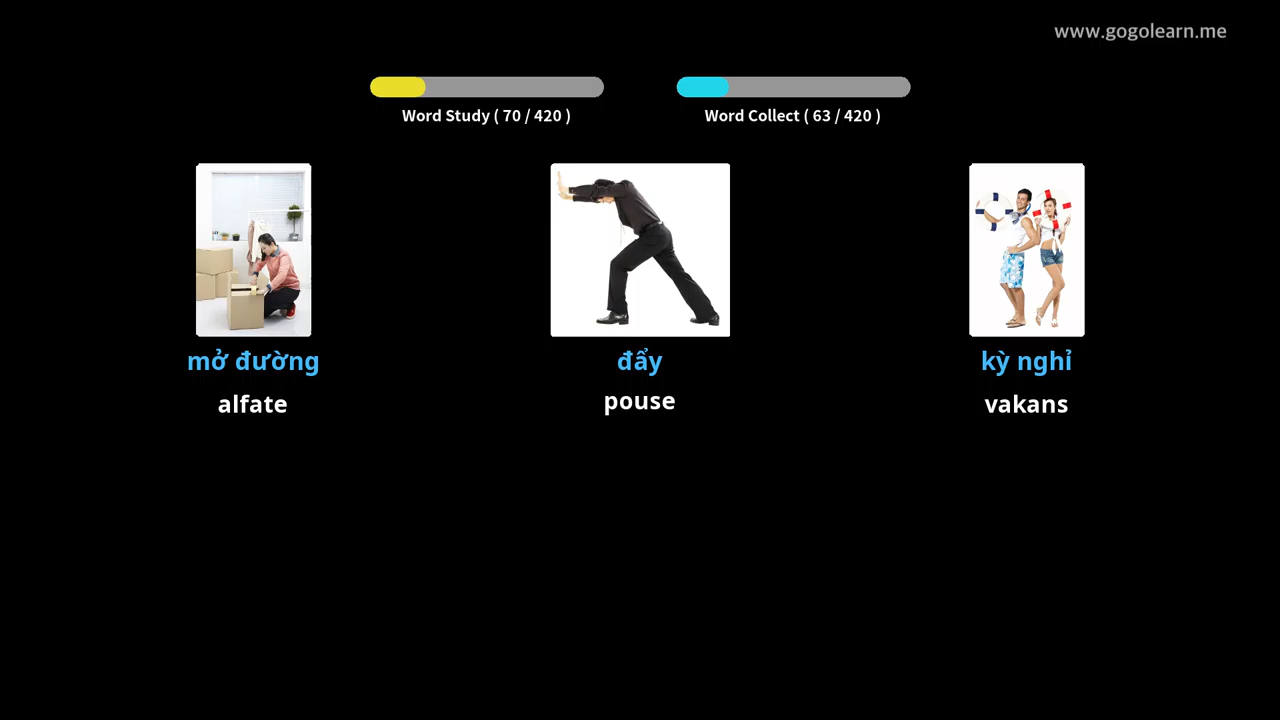 www.gogolearn.me
Word Study ( 70 / 420 )
Word Collect ( 63 / 420 )
mở đường
đẩy
kỳ nghỉ
alfate
pouse
vakans